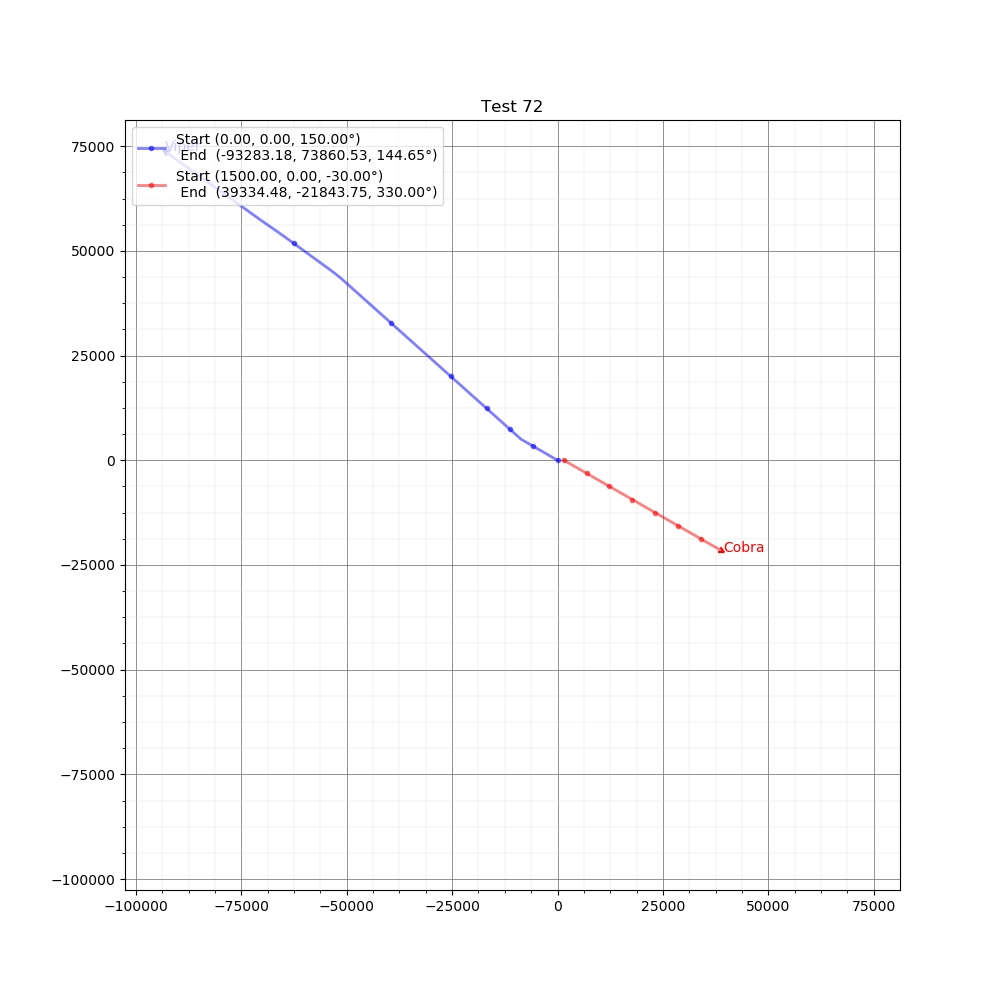 Test 72
Start (0.00, 0.00, 150.00°)
End (-93283.18, 73860.53, 144.65°)
Start (1500.00, 0.00, -30.00°)
End (39334.48, -21843.75, 330.00°)
Viper
Cobra
75000
50000
25000
0
−25000
−50000
−75000
−100000
−100000 −75000 −50000 −25000 0 25000 50000 75000